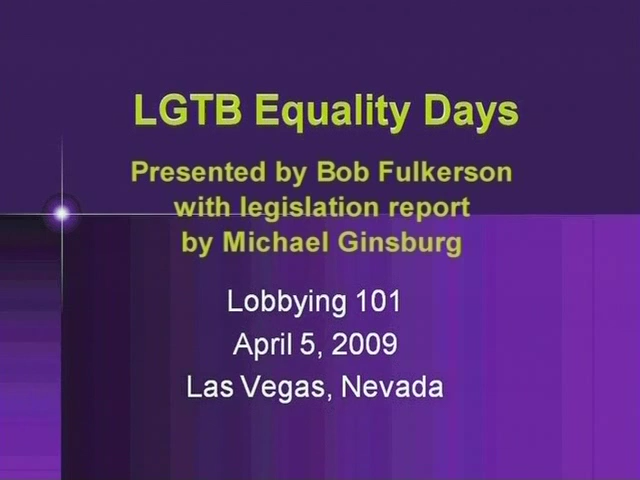 LGTB Equality Days
Presented by Bob Fulkerson
with legislation report
by Michael Ginsburg
Lobbying 101
April 5, 2009
Las Vegas, Nevada